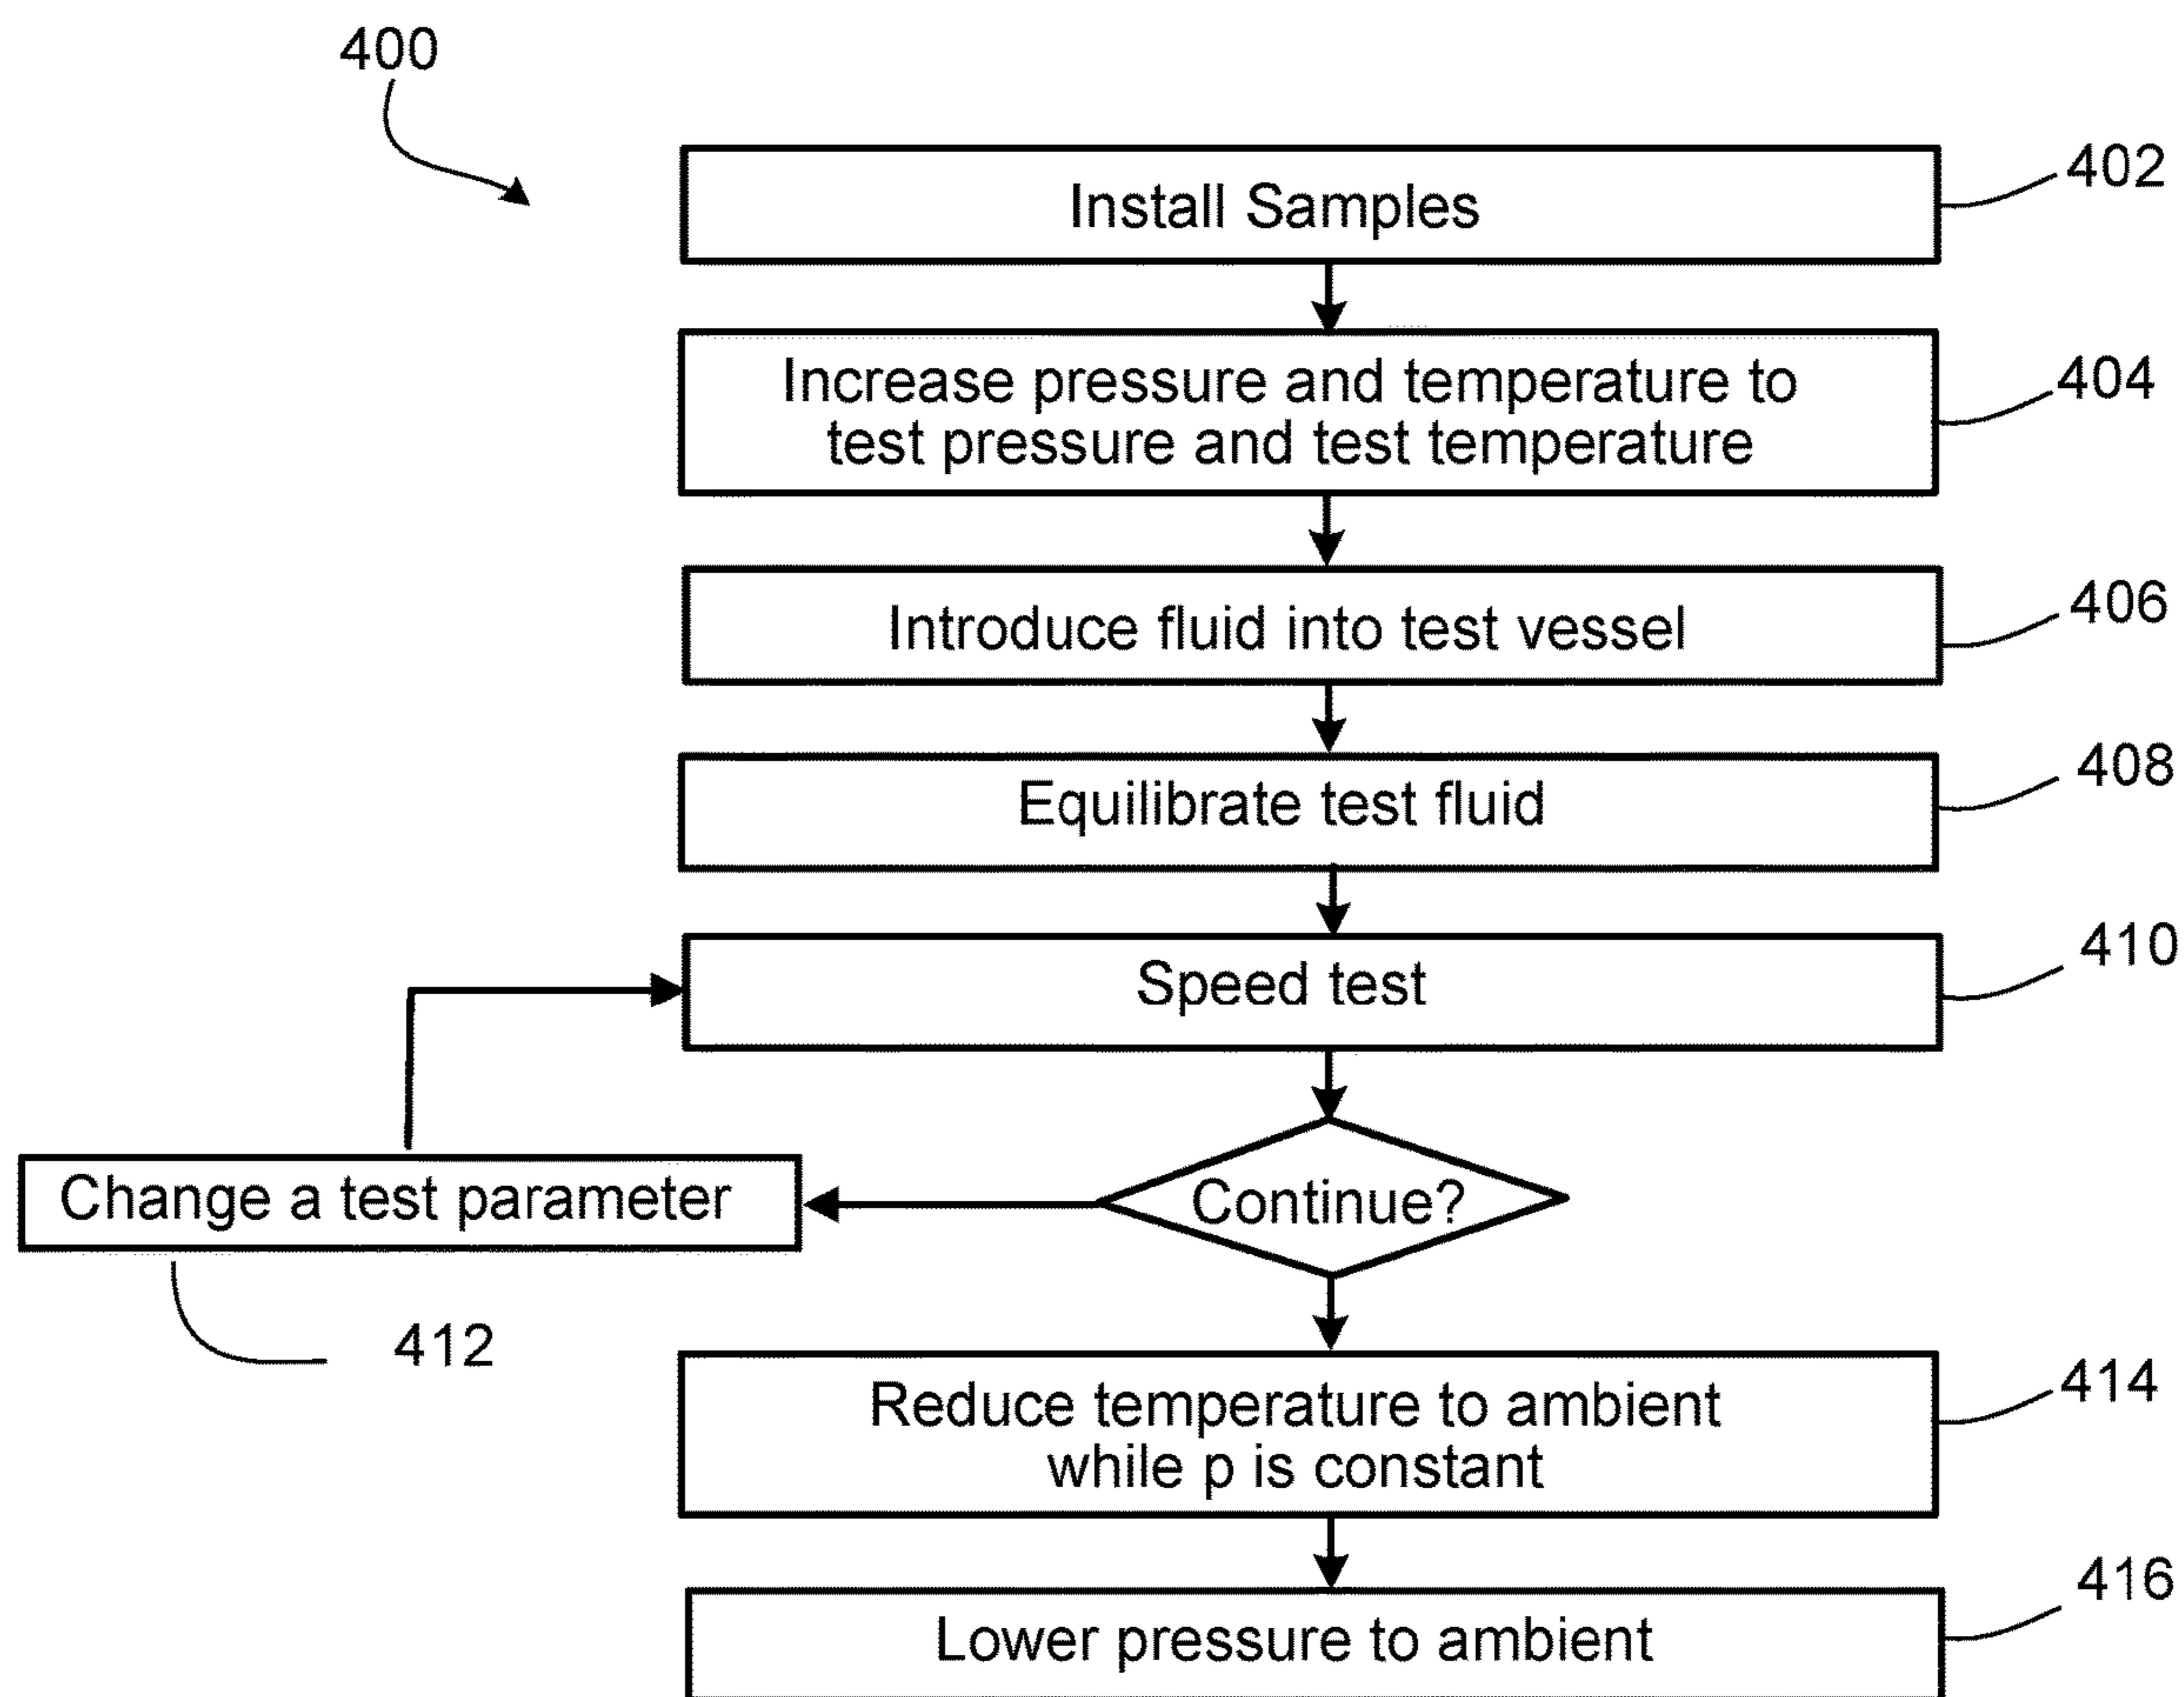 400
Install Samples
402
Increase pressure and temperature to
test pressure and test temperature
404
Introduce fluid into test vessel
406
Equilibrate test fluid
408
Speed test
410
Continue?
Change a test parameter
412
Reduce temperature to ambient
while p is constant
414
Lower pressure to ambient
416